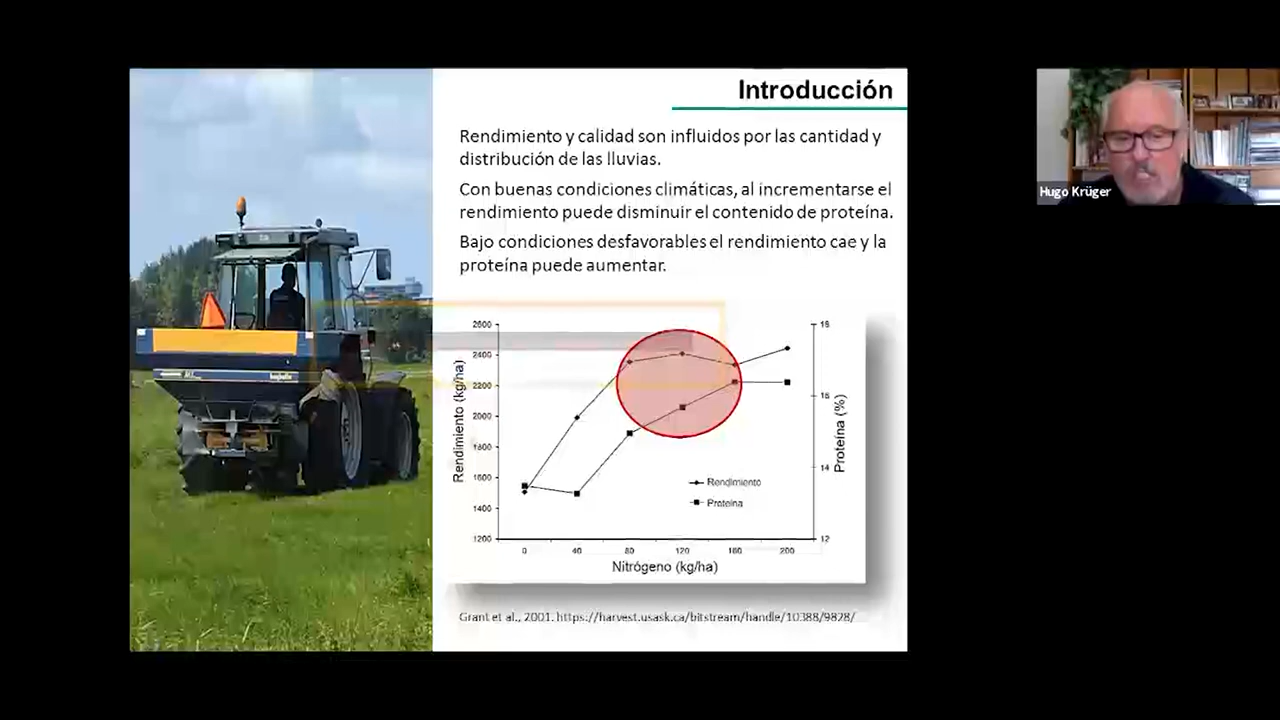 Introducción
Rendimiento y calidad son influidos por las cantidad y
distribución de las lluvias.
Con buenas condiciones climáticas, al incrementarse el
rendimiento puede disminuir el contenido de proteína.
Bajo condiciones desfavorables el rendimiento cae y la
proteína puede aumentar.
Hugo Krüger
Rendimiento (kg/ha)
2600
2400
2200
2000
1800
1600
1400
1200
18
16
14
12
Proteína (%)
Rendimiento
Proteína
0 40 80 120 160 200
Nitrógeno (kg/ha)
Grant et al., 2001. https://harvest.usask.ca/bitstream/handle/10388/9828/